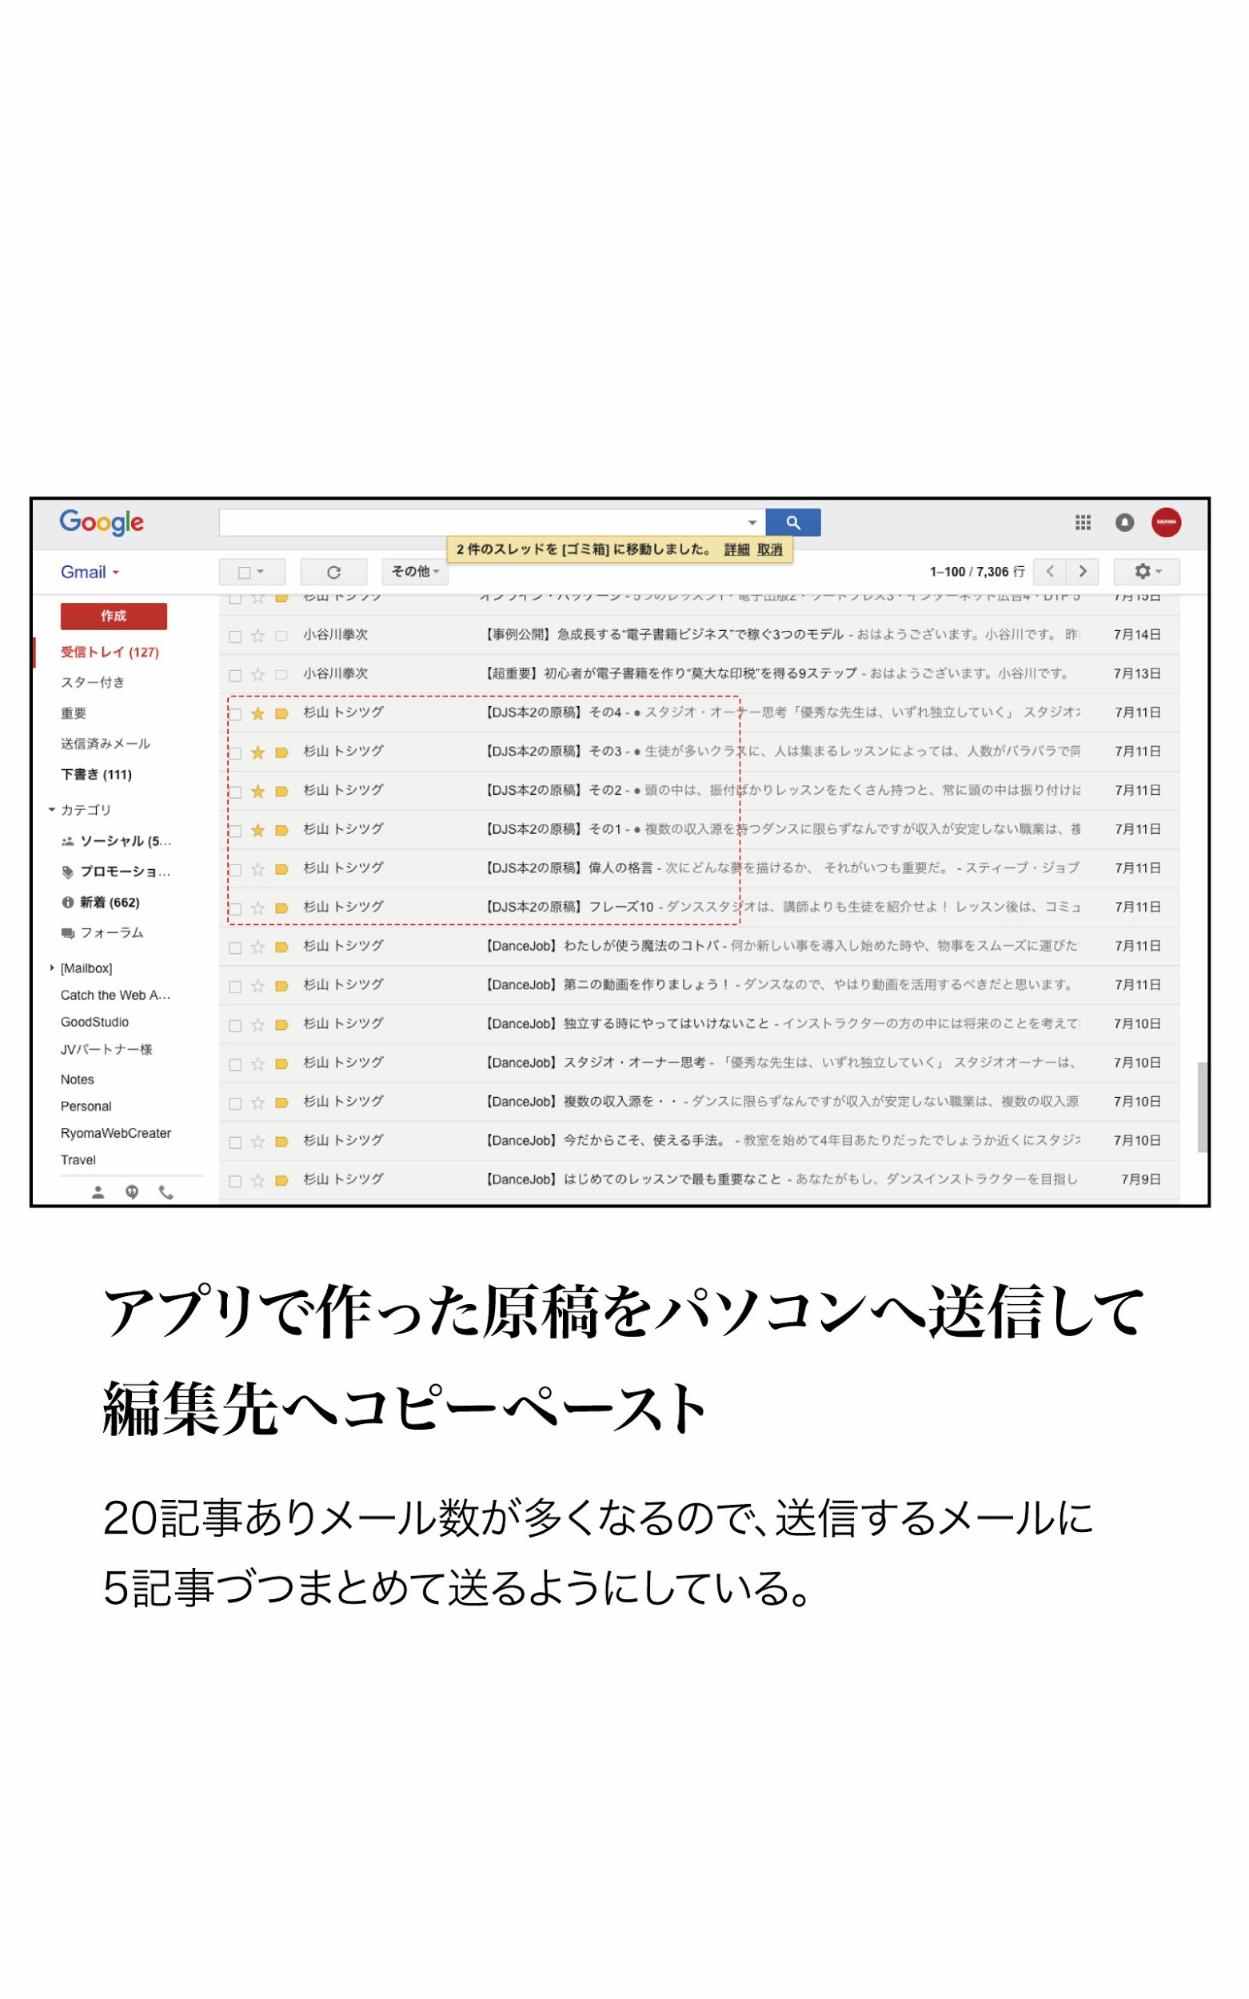 Google
2 件のスレッドを [ゴミ箱] に移動しました。 詳細 取消
Gmail
その他
1–100 / 7,306 行
作成
受信トレイ (127)
スター付き
重要
送信済みメール
下書き (111)
カテゴリ
ソーシャル (5...
プロモーショ...
新着 (662)
フォーラム
[Mailbox]
Catch the Web A...
GoodStudio
JVパートナー様
Notes
Personal
RyomaWebCreater
Travel
杉山 トシツグ オンライン・パッケージ - 5つのレッスン1・電子出版2・ワードプレス3・インターネット広告4・DTP 5 7月15日
小谷川拳次 【事例公開】急成長する“電子書籍ビジネス”で稼ぐ3つのモデル - おはようございます。小谷川です。 昨 7月14日
小谷川拳次 【超重要】初心者が電子書籍を作り“莫大な印税”を得る9ステップ - おはようございます。小谷川です。 7月13日
杉山 トシツグ 【DJS本2の原稿】その4 - ● スタジオ・オーナー思考「優秀な先生は、いずれ独立していく」 スタジオ 7月11日
杉山 トシツグ 【DJS本2の原稿】その3 - ● 生徒が多いクラスに、人は集まるレッスンによっては、人数がバラバラで同 7月11日
杉山 トシツグ 【DJS本2の原稿】その2 - ● 頭の中は、振付ばかりレッスンをたくさん持つと、常に頭の中は振り付けに 7月11日
杉山 トシツグ 【DJS本2の原稿】その1 - ● 複数の収入源を持つダンスに限らずなんですが収入が安定しない職業は、複 7月11日
杉山 トシツグ 【DJS本2の原稿】偉人の格言 - 次にどんな夢を描けるか、 それがいつも重要だ。 - スティーブ・ジョブ 7月11日
杉山 トシツグ 【DJS本2の原稿】フレーズ10 - ダンススタジオは、講師よりも生徒を紹介せよ！ レッスン後は、コミュ 7月11日
杉山 トシツグ 【DanceJob】わたしが使う魔法のコトバ - 何か新しい事を導入し始めた時や、物事をスムーズに運びた 7月11日
杉山 トシツグ 【DanceJob】第二の動画を作りましょう！ - ダンスなので、やはり動画を活用するべきだと思います。 7月11日
杉山 トシツグ 【DanceJob】独立する時にやってはいけないこと - インストラクターの方の中には将来のことを考えて 7月10日
杉山 トシツグ 【DanceJob】スタジオ・オーナー思考 - 「優秀な先生は、いずれ独立していく」 スタジオオーナーは、 7月10日
杉山 トシツグ 【DanceJob】複数の収入源を・・ - ダンスに限らずなんですが収入が安定しない職業は、複数の収入源 7月10日
杉山 トシツグ 【DanceJob】今だからこそ、使える手法。 - 教室を始めて4年目あたりだったでしょうか近くにスタジ 7月10日
杉山 トシツグ 【DanceJob】はじめてのレッスンで最も重要なこと - あなたがもし、ダンスインストラクターを目指し 7月9日
アプリで作った原稿をパソコンへ送信して
編集先へコピーペースト
20記事ありメール数が多くなるので、送信するメールに
5記事づつまとめて送るようにしている。